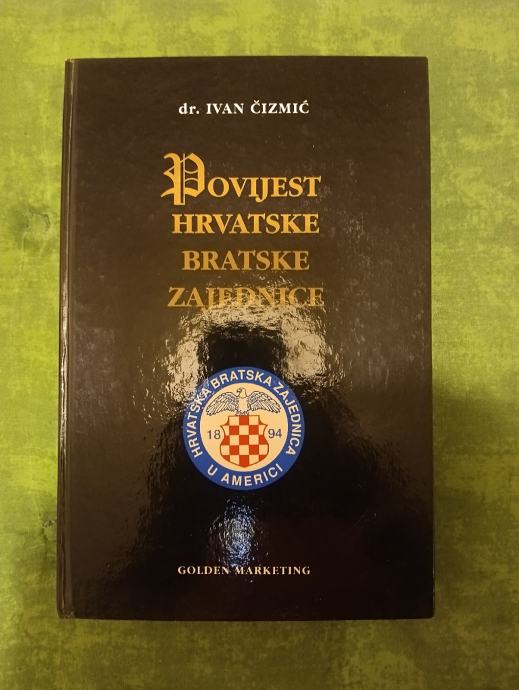 dr. IVAN ČIZMIĆ
POVIJEST
HRVATSKE
BRATSKE
ZAJEDNICE
HRVATSKA BRATSKA ZAJEDNICA
18 94
U AMERICI
GOLDEN MARKETING